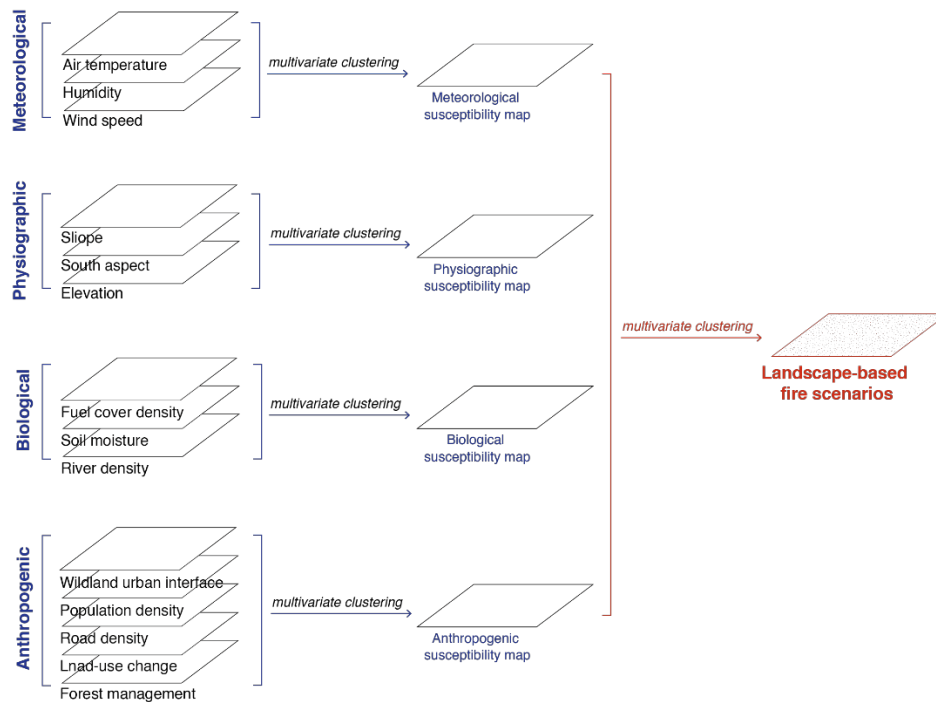 Meteorological
Air temperature
Humidity
Wind speed
multivariate clustering
Meteorological
susceptibility map
Physiographic
Sliope
South aspect
Elevation
multivariate clustering
Physiographic
susceptibility map
multivariate clustering
Landscape-based
fire scenarios
Biological
Fuel cover density
Soil moisture
River density
multivariate clustering
Biological
susceptibility map
Anthropogenic
Wildland urban interface
Population density
Road density
Lnad-use change
Forest management
multivariate clustering
Anthropogenic
susceptibility map